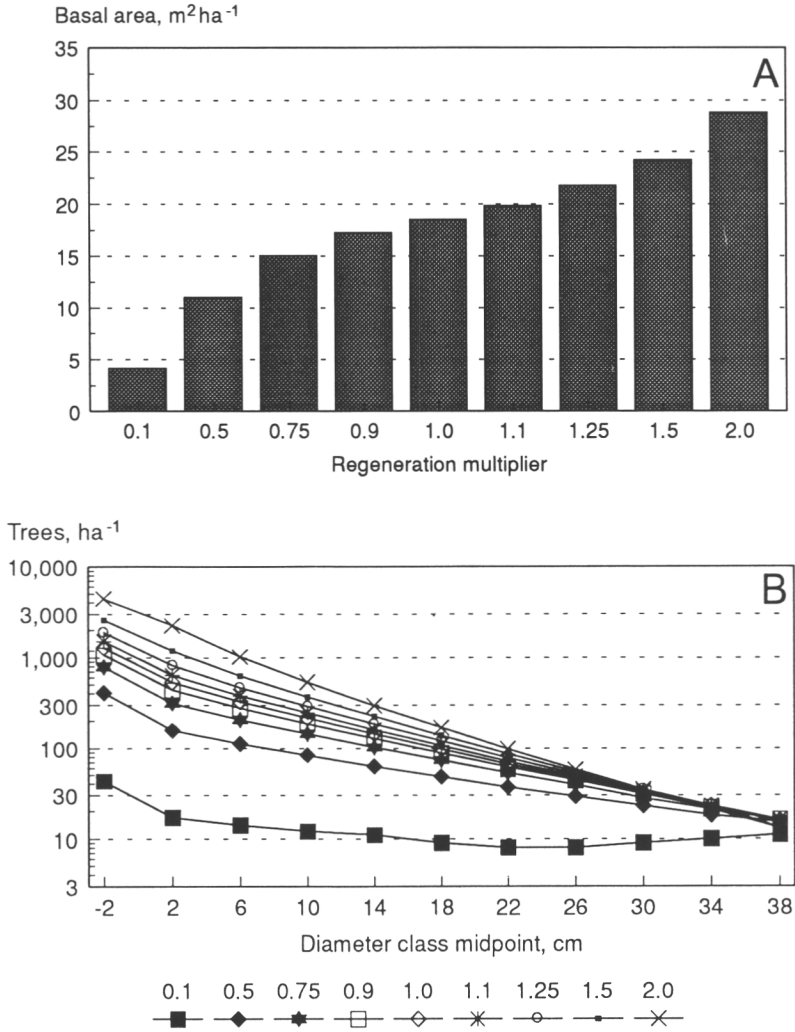 Basal area, m² ha⁻¹
A
35
30
25
20
15
10
5
0
0.1 0.5 0.75 0.9 1.0 1.1 1.25 1.5 2.0
Regeneration multiplier
Trees, ha⁻¹
B
10,000
3,000
1,000
300
100
30
10
3
-2 2 6 10 14 18 22 26 30 34 38
Diameter class midpoint, cm
0.1 0.5 0.75 0.9 1.0 1.1 1.25 1.5 2.0